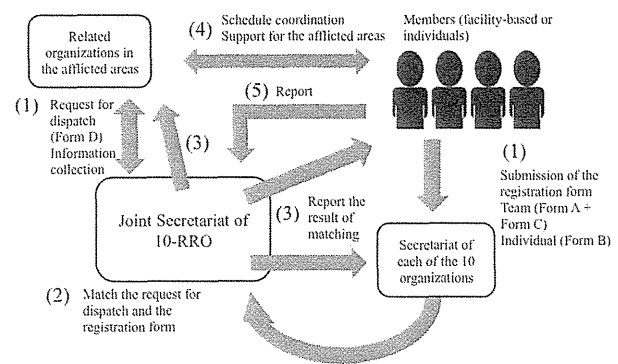 Related
organizations in
the afflicted areas
(4) Schedule coordination
Support for the afflicted areas
Members (facility-based or
individuals)
(5) Report
(1) Request for
dispatch
(Form D)
Information
collection
(3)
(1)
Submission of the
registration form
Team (Form A +
Form C)
Individual (Form B)
Joint Secretariat of
10-RRO
(3) Report the
result of
matching
Secretariat of
each of the 10
organizations
(2) Match the request for
dispatch and the
registration form